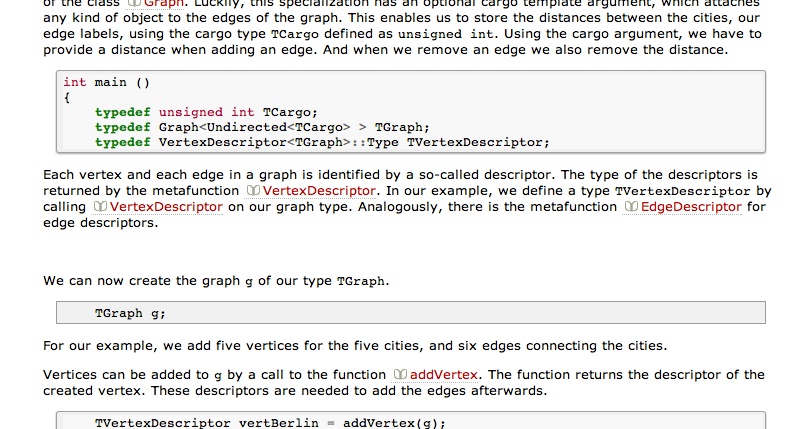 of the class Graph. Luckily, this specialization has an optional cargo template argument, which attaches
any kind of object to the edges of the graph. This enables us to store the distances between the cities, our
edge labels, using the cargo type TCargo defined as unsigned int. Using the cargo argument, we have to
provide a distance when adding an edge. And when we remove an edge we also remove the distance.
int main ()
{
    typedef unsigned int TCargo;
    typedef Graph<Undirected<TCargo> > TGraph;
    typedef VertexDescriptor<TGraph>::Type TVertexDescriptor;
Each vertex and each edge in a graph is identified by a so-called descriptor. The type of the descriptors is
returned by the metafunction VertexDescriptor. In our example, we define a type TVertexDescriptor by
calling VertexDescriptor on our graph type. Analogously, there is the metafunction EdgeDescriptor for
edge descriptors.
We can now create the graph g of our type TGraph.
    TGraph g;
For our example, we add five vertices for the five cities, and six edges connecting the cities.
Vertices can be added to g by a call to the function addVertex. The function returns the descriptor of the
created vertex. These descriptors are needed to add the edges afterwards.
    TVertexDescriptor vertBerlin = addVertex(g);